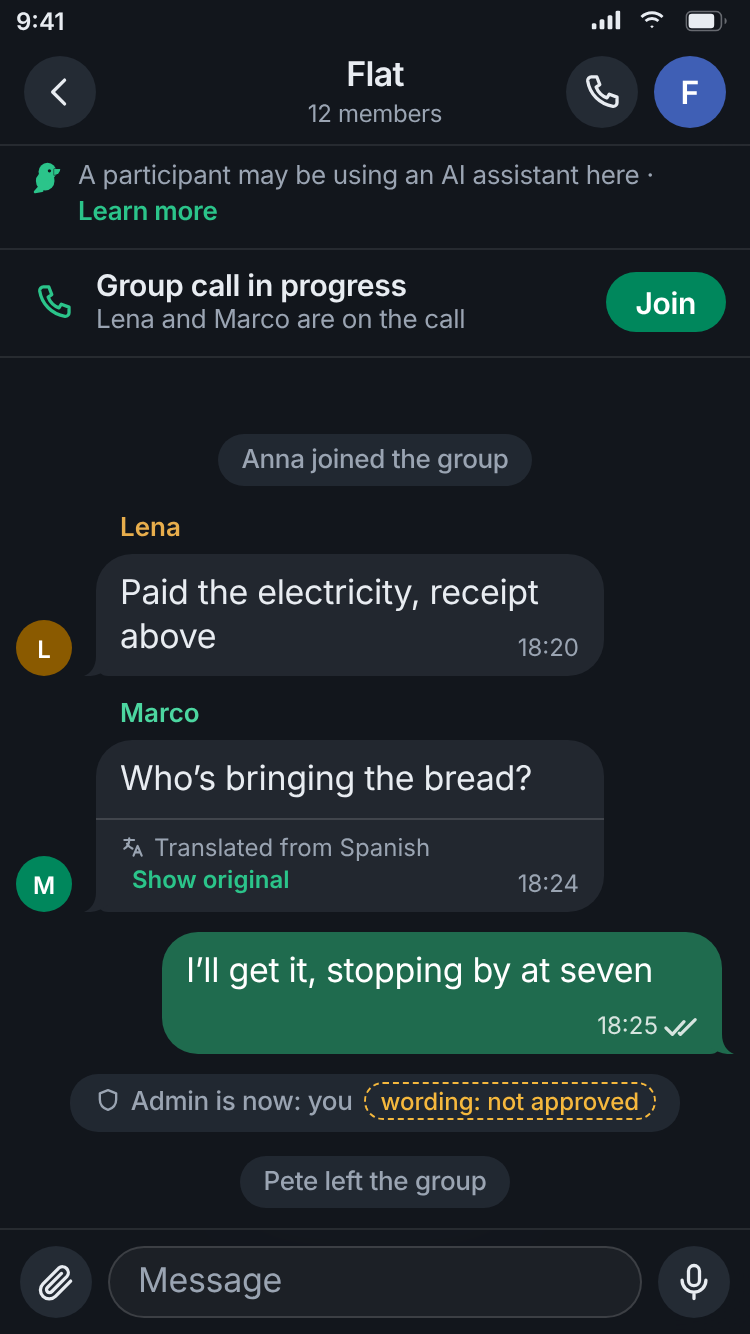 9:41
Flat
12 members
F
A participant may be using an AI assistant here ·
Learn more
Group call in progress
Lena and Marco are on the call
Join
Anna joined the group
Lena
Paid the electricity, receipt
above
18:20
L
Marco
Who’s bringing the bread?
Translated from Spanish
Show original
18:24
M
I’ll get it, stopping by at seven
18:25
Admin is now: you wording: not approved
Pete left the group
Message